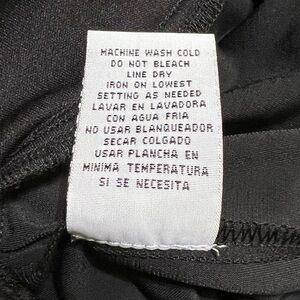 MACHINE WASH COLD
DO NOT BLEACH
LINE DRY
IRON ON LOWEST
SETTING AS NEEDED
LAVAR EN LAVADORA
CON AGUA FRIA
NO USAR BLANQUEADOR
SECAR COLGADO
USAR PLANCHA EN
MINIMA TEMPERATURA
SI SE NECESITA